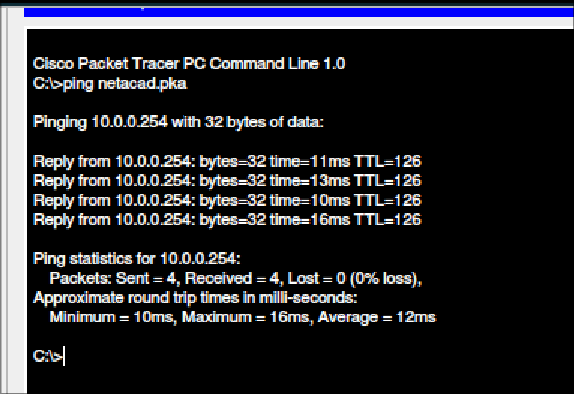 Cisco Packet Tracer PC Command Line 1.0
C:\>ping netacad.pka
Pinging 10.0.0.254 with 32 bytes of data:
Reply from 10.0.0.254: bytes=32 time=11ms TTL=126
Reply from 10.0.0.254: bytes=32 time=13ms TTL=126
Reply from 10.0.0.254: bytes=32 time=10ms TTL=126
Reply from 10.0.0.254: bytes=32 time=16ms TTL=126
Ping statistics for 10.0.0.254:
Packets: Sent = 4, Received = 4, Lost = 0 (0% loss),
Approximate round trip times in milli-seconds:
Minimum = 10ms, Maximum = 16ms, Average = 12ms
C:\>